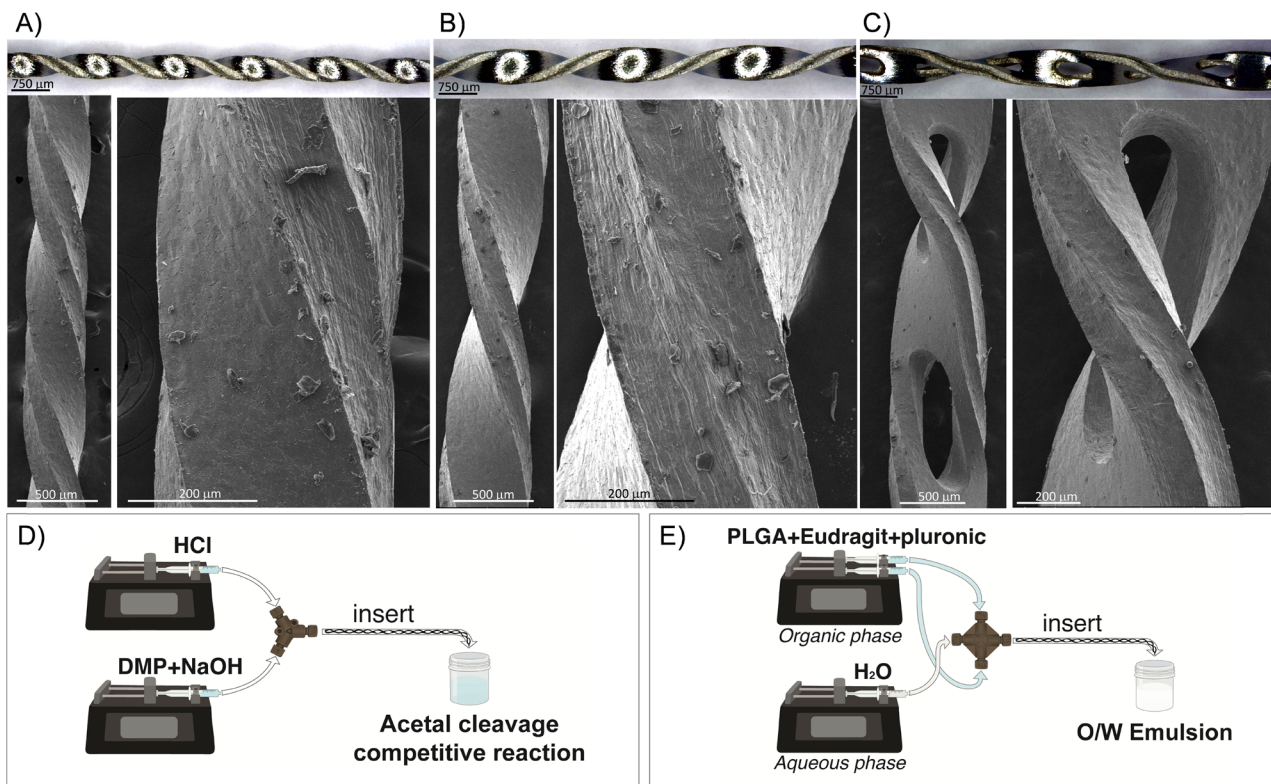 A)
B)
C)
750 µm
750 µm
750 µm
500 µm
200 µm
500 µm
200 µm
500 µm
200 µm
D)
HCl
insert
DMP+NaOH
Acetal cleavage
competitive reaction
E)
PLGA+Eudragit+pluronic
Organic phase
insert
H₂O
O/W Emulsion
Aqueous phase